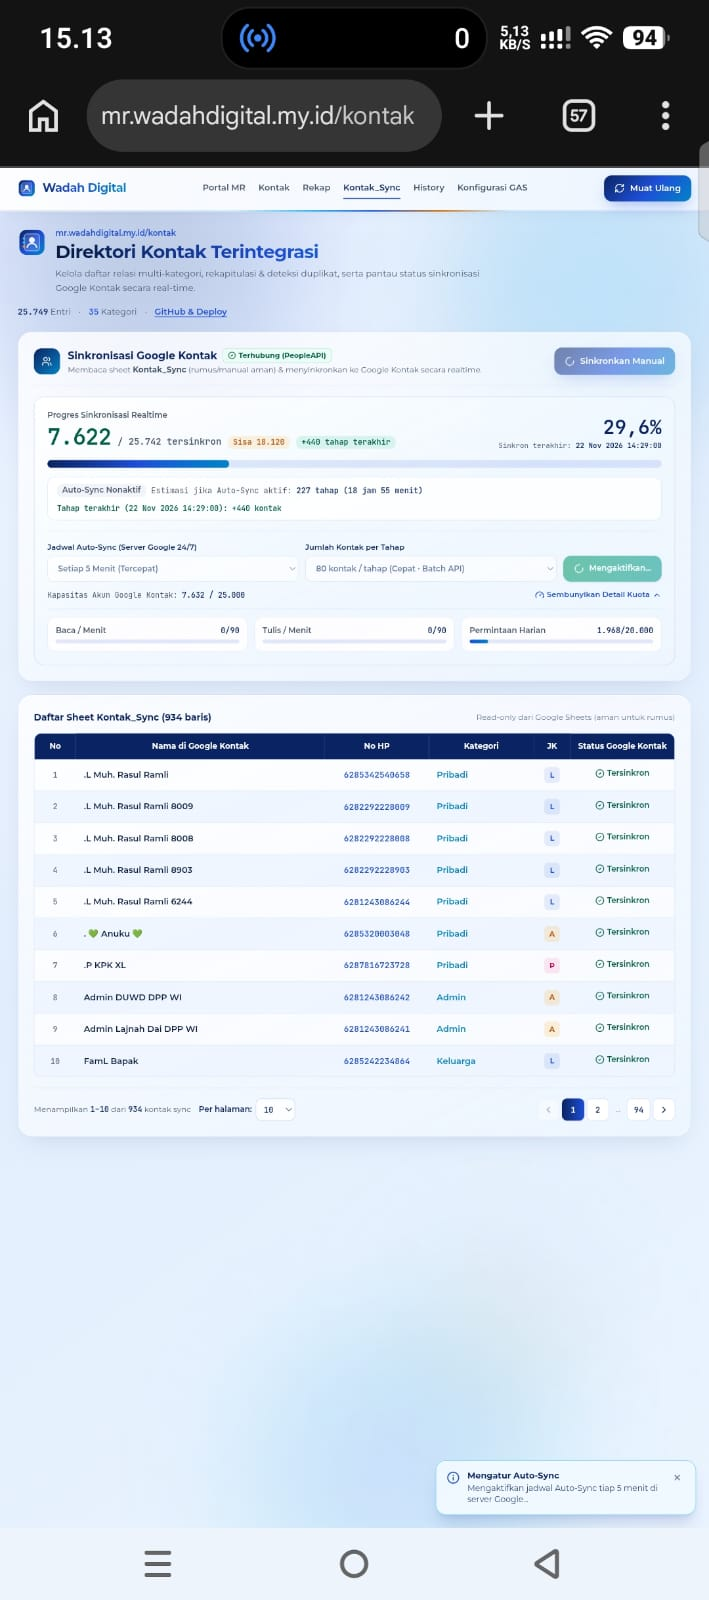 15.13
0
5,13 KB/S
94
mr.wadahdigital.my.id/kontak
57
Wadah Digital
Portal MR Kontak Rekap Kontak_Sync History Konfigurasi GAS
Muat Ulang
mr.wadahdigital.my.id/kontak
Direktori Kontak Terintegrasi
Kelola daftar relasi multi-kategori, rekapitulasi & deteksi duplikat, serta pantau status sinkronisasi
Google Kontak secara real-time.
25.749 Entri · 35 Kategori · GitHub & Deploy
Sinkronisasi Google Kontak Terhubung (PeopleAPI)
Membaca sheet Kontak_Sync (rumus/manual aman) & menyinkronkan ke Google Kontak secara realtime.
Sinkronkan Manual
Progres Sinkronisasi Realtime
7.622 / 25.742 tersinkron Sisa 18.120 +440 tahap terakhir
29,6%
Sinkron terakhir: 22 Nov 2026 14:29:00
Auto-Sync Nonaktif Estimasi jika Auto-Sync aktif: 227 tahap (18 jam 55 menit)
Tahap terakhir (22 Nov 2026 14:29:00): +440 kontak
Jadwal Auto-Sync (Server Google 24/7) Jumlah Kontak per Tahap
Setiap 5 Menit (Tercepat) 80 kontak / tahap (Cepat · Batch API) Mengaktifkan...
Kapasitas Akun Google Kontak: 7.632 / 25.000 Sembunyikan Detail Kuota
Baca / Menit 0/90 Tulis / Menit 0/90 Permintaan Harian 1.968/20.000
Daftar Sheet Kontak_Sync (934 baris) Read-only dari Google Sheets (aman untuk rumus)
No Nama di Google Kontak No HP Kategori JK Status Google Kontak
1 .L Muh. Rasul Ramli 6285342540658 Pribadi L Tersinkron
2 .L Muh. Rasul Ramli 8009 6282292228009 Pribadi L Tersinkron
3 .L Muh. Rasul Ramli 8008 6282292228008 Pribadi L Tersinkron
4 .L Muh. Rasul Ramli 8903 6282292228903 Pribadi L Tersinkron
5 .L Muh. Rasul Ramli 6244 6281243086244 Pribadi L Tersinkron
6 . 💚 Anuku 💚 6285320003048 Pribadi A Tersinkron
7 .P KPK XL 6287816723728 Pribadi P Tersinkron
8 Admin DUWD DPP WI 6281243086242 Admin A Tersinkron
9 Admin Lajnah Dai DPP WI 6281243086241 Admin A Tersinkron
10 FamL Bapak 6285242234864 Keluarga L Tersinkron
Menampilkan 1–10 dari 934 kontak sync Per halaman: 10 1 2 .. 94
Mengatur Auto-Sync
Mengaktifkan jadwal Auto-Sync tiap 5 menit di
server Google...